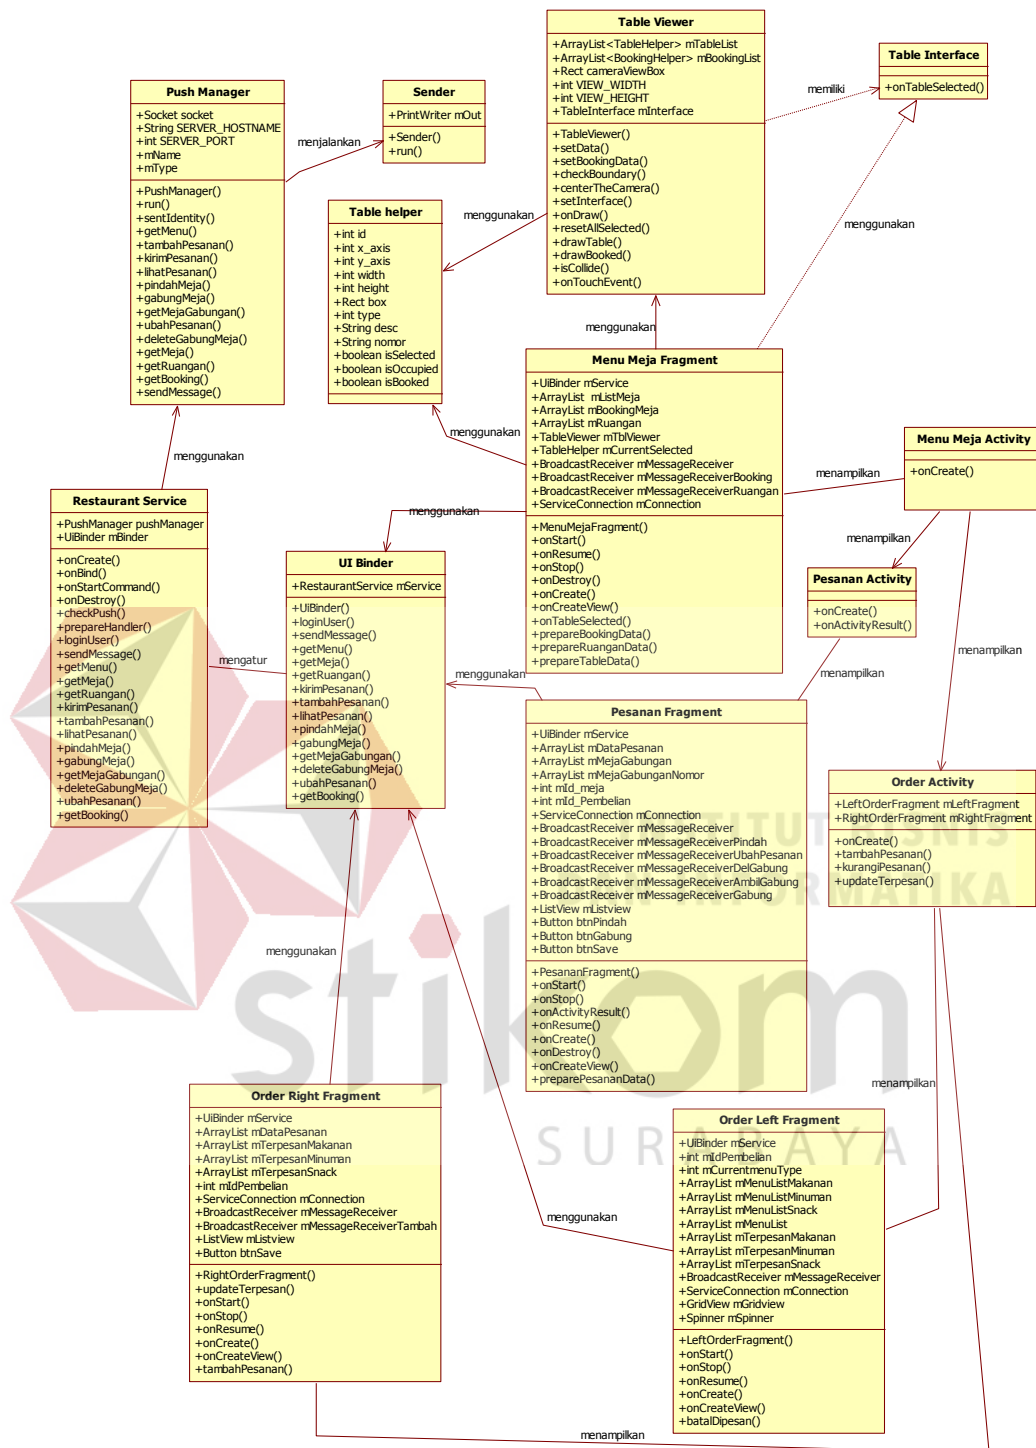 Table Viewer
+ArrayList<TableHelper> mTableList
+ArrayList<BookingHelper> mBookingList
+Rect cameraViewBox
+int VIEW_WIDTH
+int VIEW_HEIGHT
+TableInterface mInterface
+TableViewer()
+setData()
+setBookingData()
+checkBoundary()
+centerTheCamera()
+setInterface()
+onDraw()
+resetAllSelected()
+drawTable()
+drawBooked()
+isCollide()
+onTouchEvent()
memiliki
Table Interface
+onTableSelected()
menggunakan
Push Manager
+Socket socket
+String SERVER_HOSTNAME
+int SERVER_PORT
+mName
+mType
+PushManager()
+run()
+sentIdentity()
+getMenu()
+tambahPesanan()
+kirimPesanan()
+lihatPesanan()
+pindahMeja()
+gabungMeja()
+getMejaGabungan()
+ubahPesanan()
+deleteGabungMeja()
+getMeja()
+getRuangan()
+getBooking()
+sendMessage()
menjalankan
Sender
+PrintWriter mOut
+Sender()
+run()
Table helper
+int id
+int x_axis
+int y_axis
+int width
+int height
+Rect box
+int type
+String desc
+String nomor
+boolean isSelected
+boolean isOccupied
+boolean isBooked
menggunakan
menggunakan
menggunakan
menggunakan
Menu Meja Fragment
+UiBinder mService
+ArrayList  mListMeja
+ArrayList mBookingMeja
+ArrayList mRuangan
+TableViewer mTblViewer
+TableHelper mCurrentSelected
+BroadcastReceiver mMessageReceiver
+BroadcastReceiver mMessageReceiverBooking
+BroadcastReceiver mMessageReceiverRuangan
+ServiceConnection mConnection
+MenuMejaFragment()
+onStart()
+onResume()
+onStop()
+onDestroy()
+onCreate()
+onCreateView()
+onTableSelected()
+prepareBookingData()
+prepareRuanganData()
+prepareTableData()
menampilkan
Menu Meja Activity
+onCreate()
menampilkan
Pesanan Activity
+onCreate()
+onActivityResult()
menampilkan
menampilkan
Restaurant Service
+PushManager pushManager
+UiBinder mBinder
+onCreate()
+onBind()
+onStartCommand()
+onDestroy()
+checkPush()
+prepareHandler()
+loginUser()
+sendMessage()
+getMenu()
+getMeja()
+getRuangan()
+kirimPesanan()
+tambahPesanan()
+lihatPesanan()
+pindahMeja()
+gabungMeja()
+getMejaGabungan()
+deleteGabungMeja()
+ubahPesanan()
+getBooking()
mengatur
menggunakan
UI Binder
+RestaurantService mService
+UiBinder()
+loginUser()
+sendMessage()
+getMenu()
+getMeja()
+getRuangan()
+kirimPesanan()
+tambahPesanan()
+lihatPesanan()
+pindahMeja()
+gabungMeja()
+getMejaGabungan()
+deleteGabungMeja()
+ubahPesanan()
+getBooking()
menggunakan
Pesanan Fragment
+UiBinder mService
+ArrayList mDataPesanan
+ArrayList mMejaGabungan
+ArrayList mMejaGabunganNomor
+int mId_meja
+int mId_Pembelian
+ServiceConnection mConnection
+BroadcastReceiver mMessageReceiver
+BroadcastReceiver mMessageReceiverPindah
+BroadcastReceiver mMessageReceiverUbahPesanan
+BroadcastReceiver mMessageReceiverDelGabung
+BroadcastReceiver mMessageReceiverAmbilGabung
+BroadcastReceiver mMessageReceiverGabung
+ListView mListview
+Button btnPindah
+Button btnGabung
+Button btnSave
+PesananFragment()
+onStart()
+onStop()
+onActivityResult()
+onResume()
+onCreate()
+onDestroy()
+onCreateView()
+preparePesananData()
Order Activity
+LeftOrderFragment mLeftFragment
+RightOrderFragment mRightFragment
+onCreate()
+tambahPesanan()
+kurangiPesanan()
+updateTerpesan()
menggunakan
menampilkan
Order Right Fragment
+UiBinder mService
+ArrayList mDataPesanan
+ArrayList mTerpesanMakanan
+ArrayList mTerpesanMinuman
+ArrayList mTerpesanSnack
+int mIdPembelian
+ServiceConnection mConnection
+BroadcastReceiver mMessageReceiver
+BroadcastReceiver mMessageReceiverTambah
+ListView mListview
+Button btnSave
+RightOrderFragment()
+updateTerpesan()
+onStart()
+onStop()
+onResume()
+onCreate()
+onCreateView()
+tambahPesanan()
menggunakan
Order Left Fragment
+UiBinder mService
+int mIdPembelian
+int mCurrentmenuType
+ArrayList mMenuListMakanan
+ArrayList mMenuListMinuman
+ArrayList mMenuListSnack
+ArrayList mMenuList
+ArrayList mTerpesanMakanan
+ArrayList mTerpesanMinuman
+ArrayList mTerpesanSnack
+BroadcastReceiver mMessageReceiver
+ServiceConnection mConnection
+GridView mGridview
+Spinner mSpinner
+LeftOrderFragment()
+onStart()
+onStop()
+onResume()
+onCreate()
+onCreateView()
+batalDipesan()
menampilkan
BISNIS
INFORMATIKA
stikom
SURABAYA